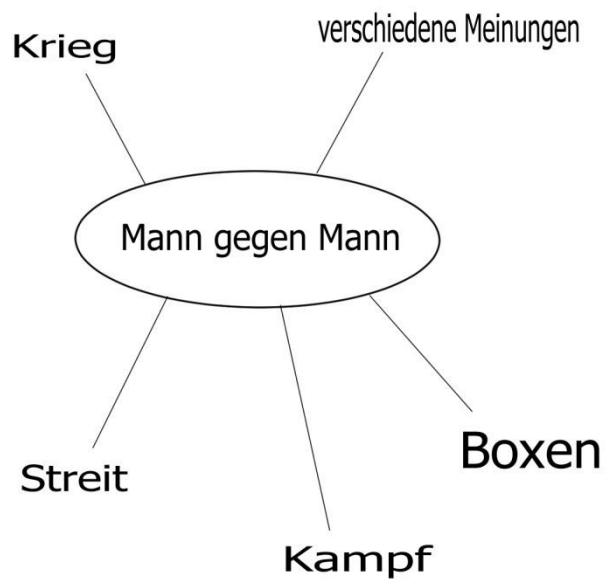 Krieg
verschiedene Meinungen
Mann gegen Mann
Streit
Boxen
Kampf